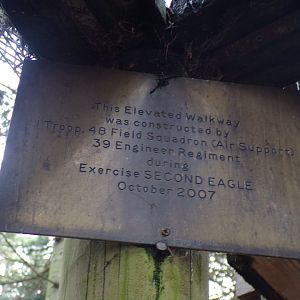 This Elevated Walkway
was constructed by
1 Tropp. 48 Field Squadron (Air Support)
39 Engineer Regiment
during
Exercise SECOND EAGLE
October 2007